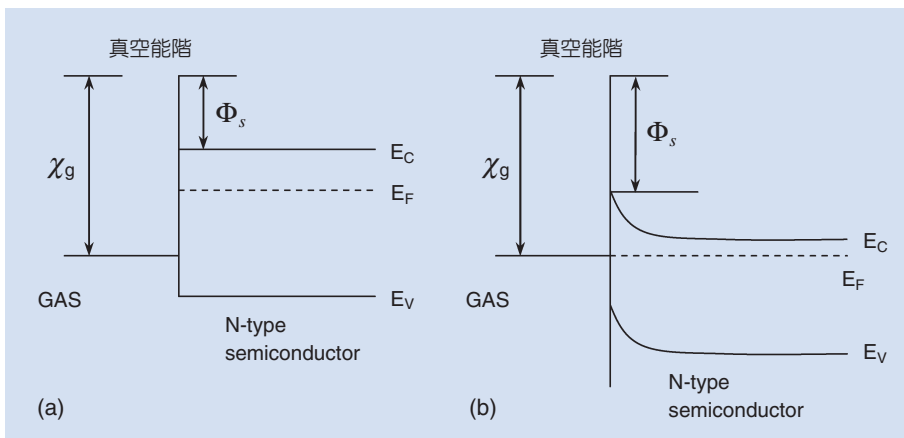 真空能階
Φs
χg
EC
EF
GAS
EV
N-type
semiconductor
(a)
真空能階
Φs
χg
EC
EF
GAS
EV
N-type
semiconductor
(b)